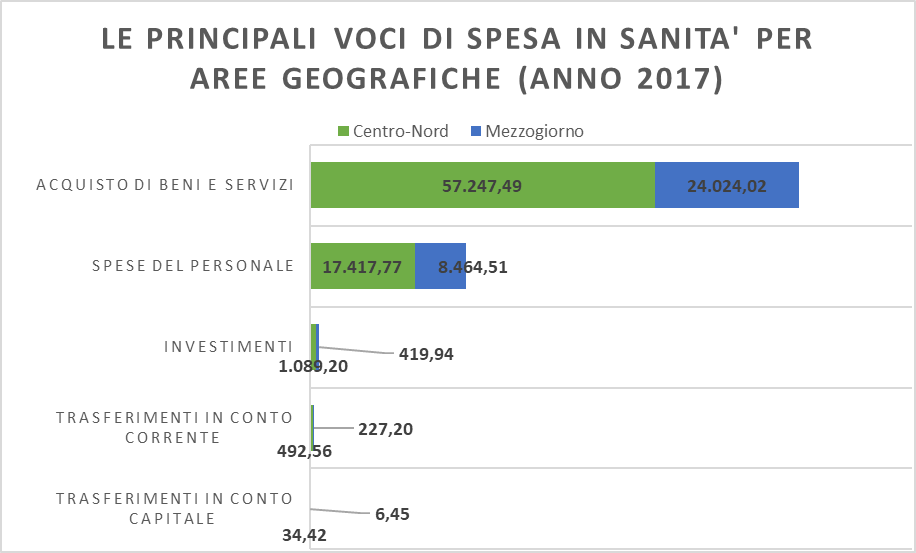 LE PRINCIPALI VOCI DI SPESA IN SANITA' PER
AREE GEOGRAFICHE (ANNO 2017)
Centro-Nord Mezzogiorno
ACQUISTO DI BENI E SERVIZI 57.247,49 24.024,02
SPESE DEL PERSONALE 17.417,77 8.464,51
INVESTIMENTI 419,94
1.089,20
TRASFERIMENTI IN CONTO
CORRENTE 227,20
492,56
TRASFERIMENTI IN CONTO
CAPITALE 6,45
34,42